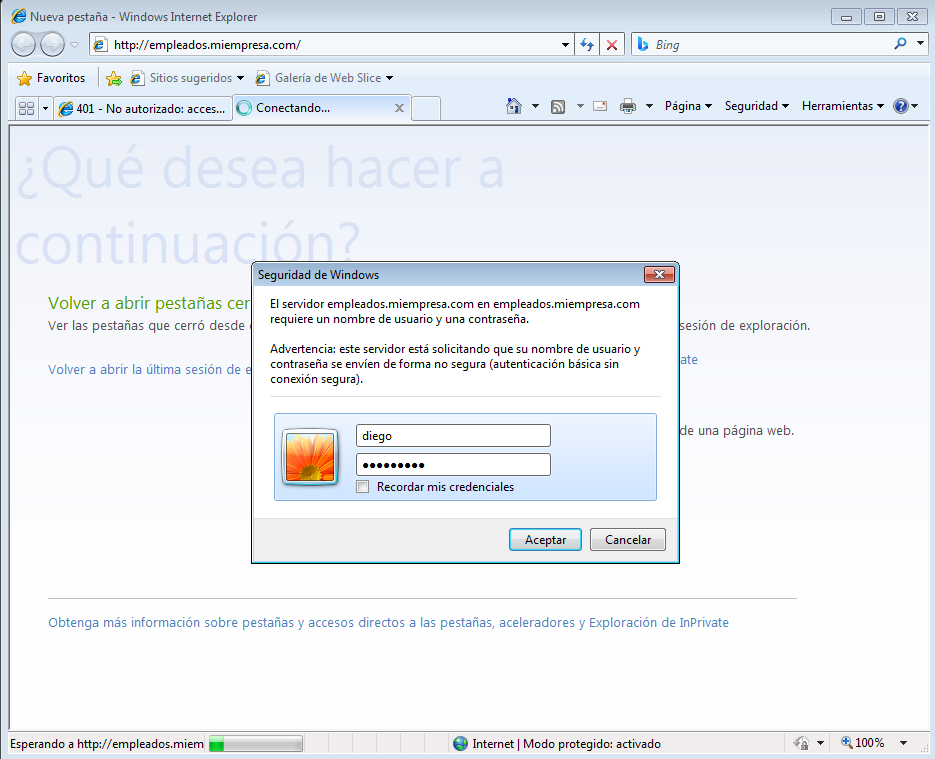 Nueva pestaña - Windows Internet Explorer
http://empleados.miempresa.com/
Bing
Favoritos
Sitios sugeridos
Galería de Web Slice
401 - No autorizado: acces...
Conectando...
Página
Seguridad
Herramientas
¿Qué desea hacer a
continuación?
Seguridad de Windows
El servidor empleados.miempresa.com en empleados.miempresa.com
requiere un nombre de usuario y una contraseña.
Volver a abrir pestañas cer
Ver las pestañas que cerró desde
sesión de exploración.
Advertencia: este servidor está solicitando que su nombre de usuario y
contraseña se envíen de forma no segura (autenticación básica sin
conexión segura).
Volver a abrir la última sesión de e
ate
diego
de una página web.
Recordar mis credenciales
Aceptar
Cancelar
Obtenga más información sobre pestañas y accesos directos a las pestañas, aceleradores y Exploración de InPrivate
Esperando a http://empleados.miem
Internet | Modo protegido: activado
100%